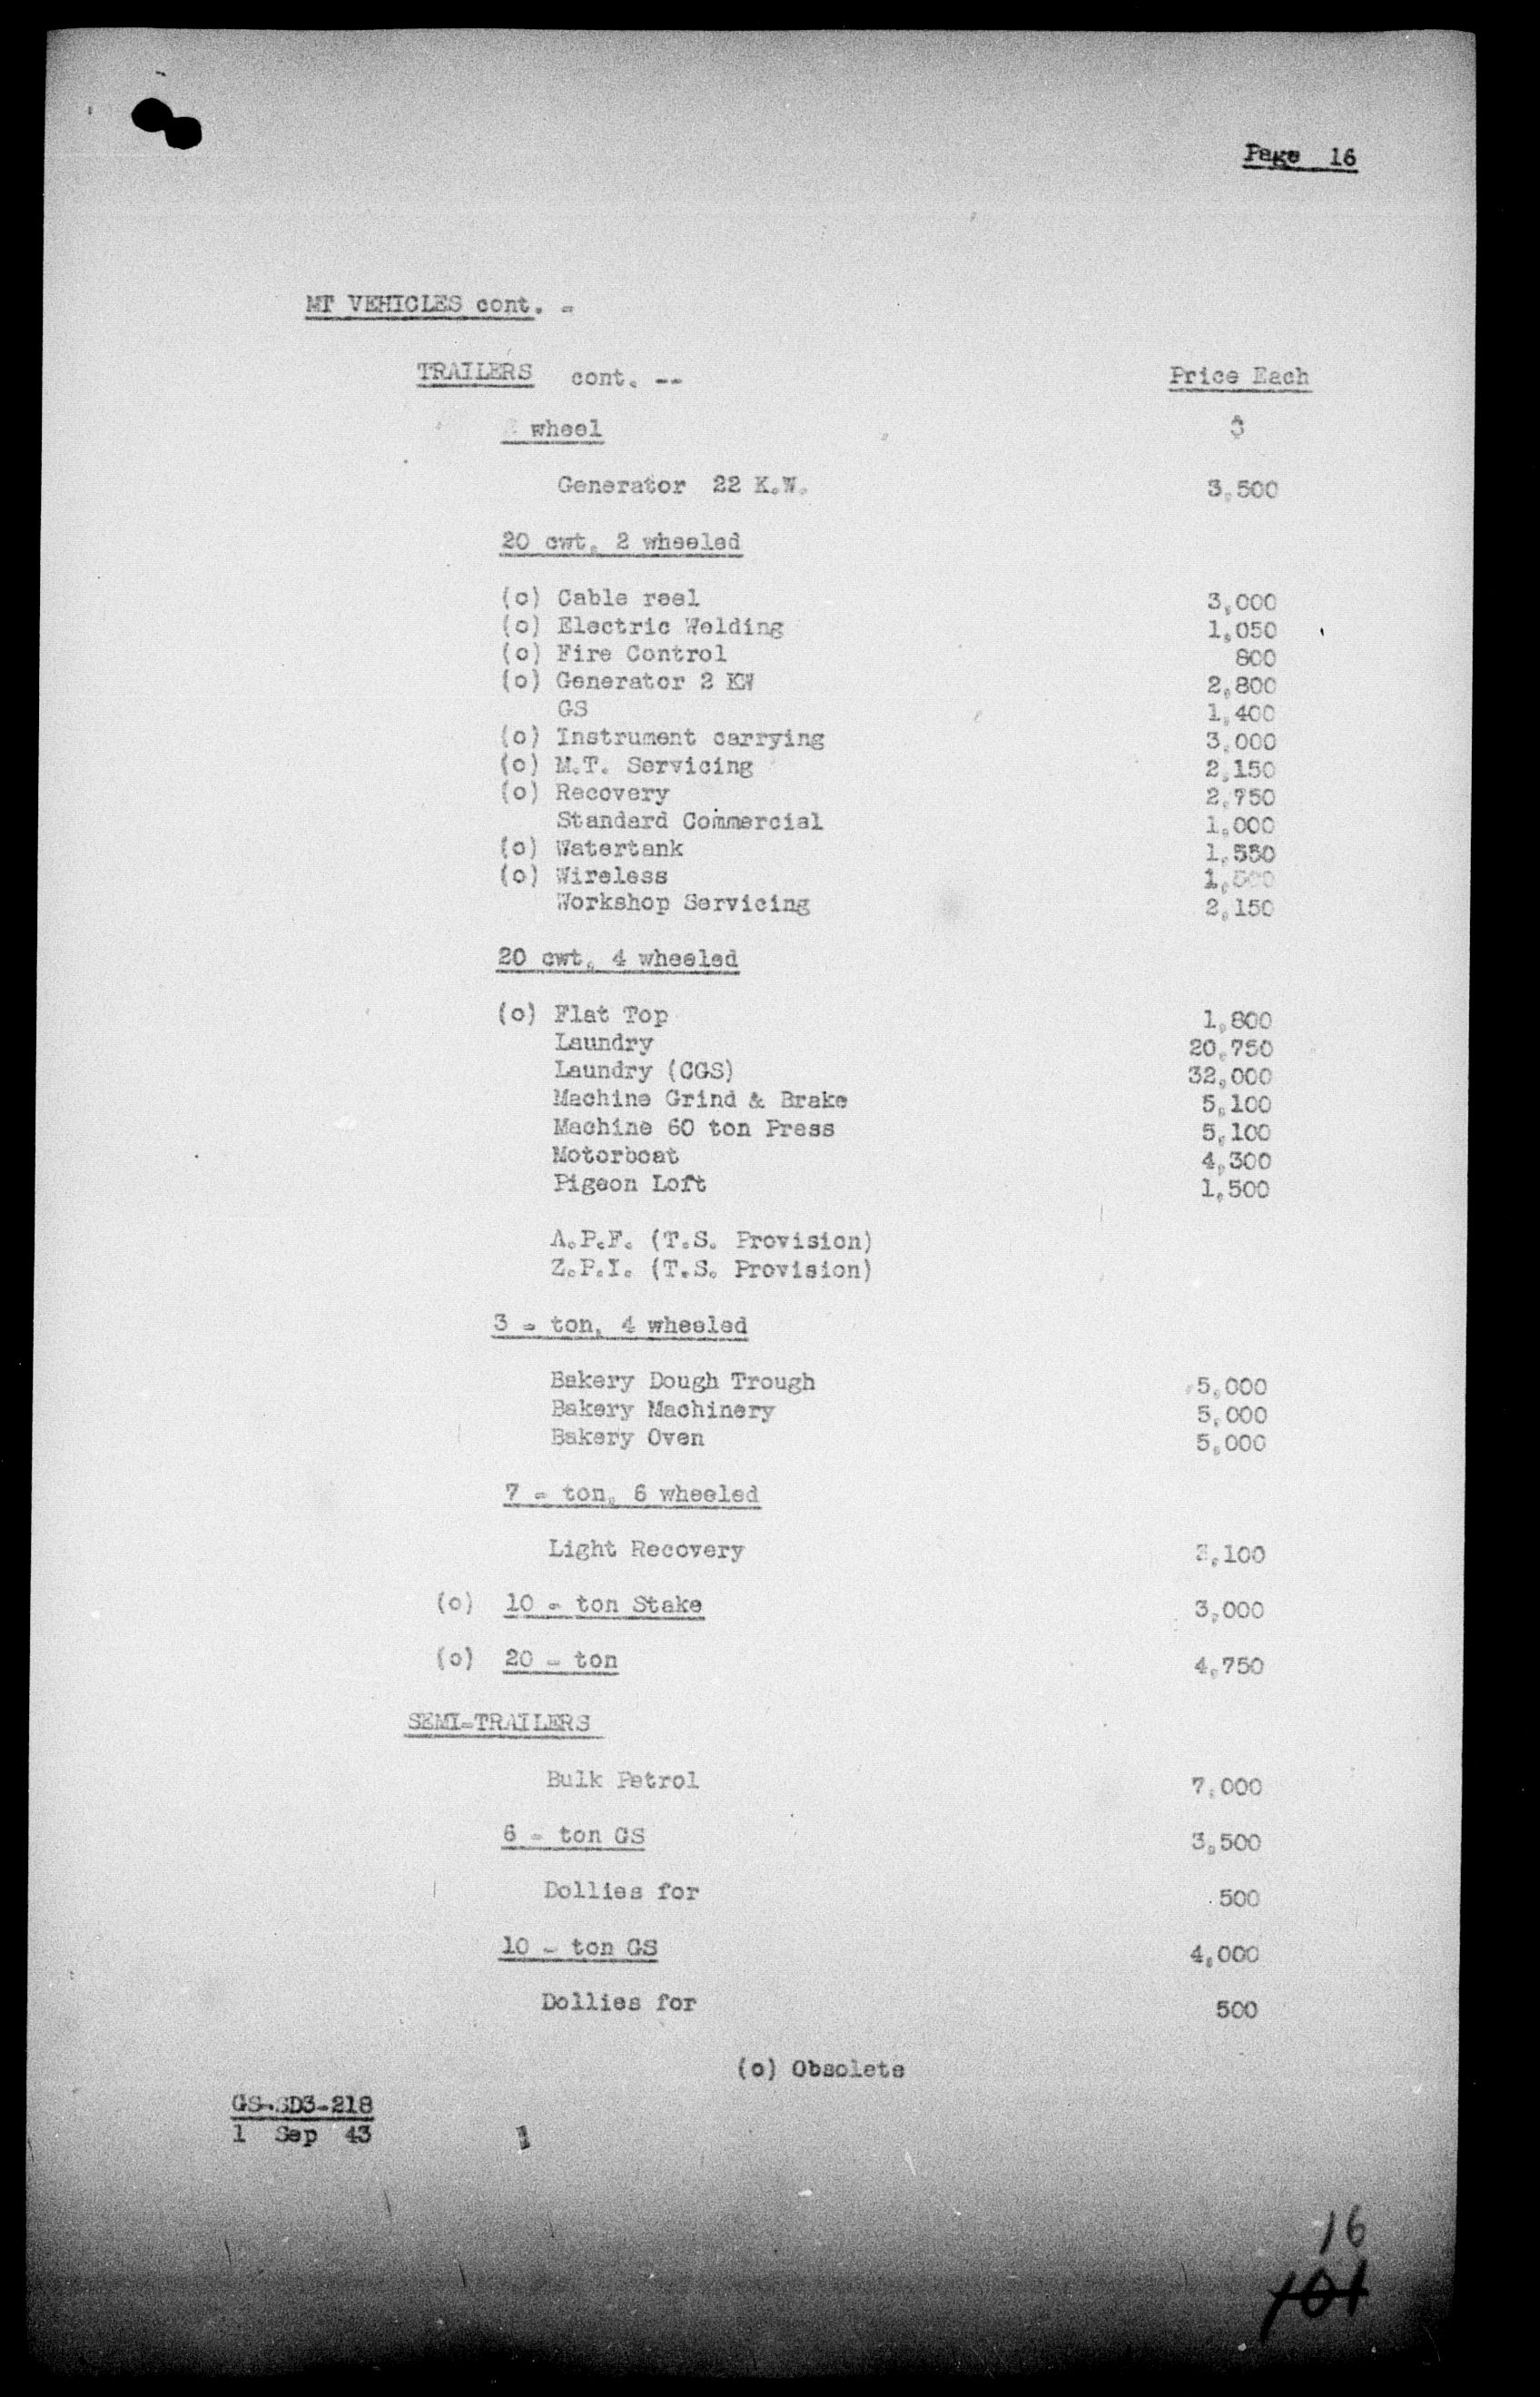 Page 16
MT VEHICLES cont. -
TRAILERS cont. --
Price Each
wheel
$
Generator 22 K.W. 3,500
20 cwt, 2 wheeled
(o) Cable reel 3,000
(o) Electric Welding 1,050
(o) Fire Control 800
(o) Generator 2 KW 2,800
GS 1,400
(o) Instrument carrying 3,000
(o) M.T. Servicing 2,150
(o) Recovery 2,750
Standard Commercial 1,000
(o) Watertank 1,550
(o) Wireless
Workshop Servicing 2,150
20 cwt, 4 wheeled
(o) Flat Top 1,800
Laundry 20,750
Laundry (CGS) 32,000
Machine Grind & Brake 5,100
Machine 60 ton Press 5,100
Motorboat 4,300
Pigeon Loft 1,500
A.P.F. (T.S. Provision)
Z.P.I. (T.S. Provision)
3 - ton, 4 wheeled
Bakery Dough Trough 5,000
Bakery Machinery 5,000
Bakery Oven 5,000
7 - ton, 6 wheeled
Light Recovery 3,100
(o) 10 - ton Stake 3,000
(o) 20 - ton 4,750
SEMI-TRAILERS
Bulk Petrol 7,000
6 - ton GS 3,500
Dollies for 500
10 - ton GS 4,000
Dollies for 500
(o) Obsolete
GS-SD3-218
1 Sep 43
16
101